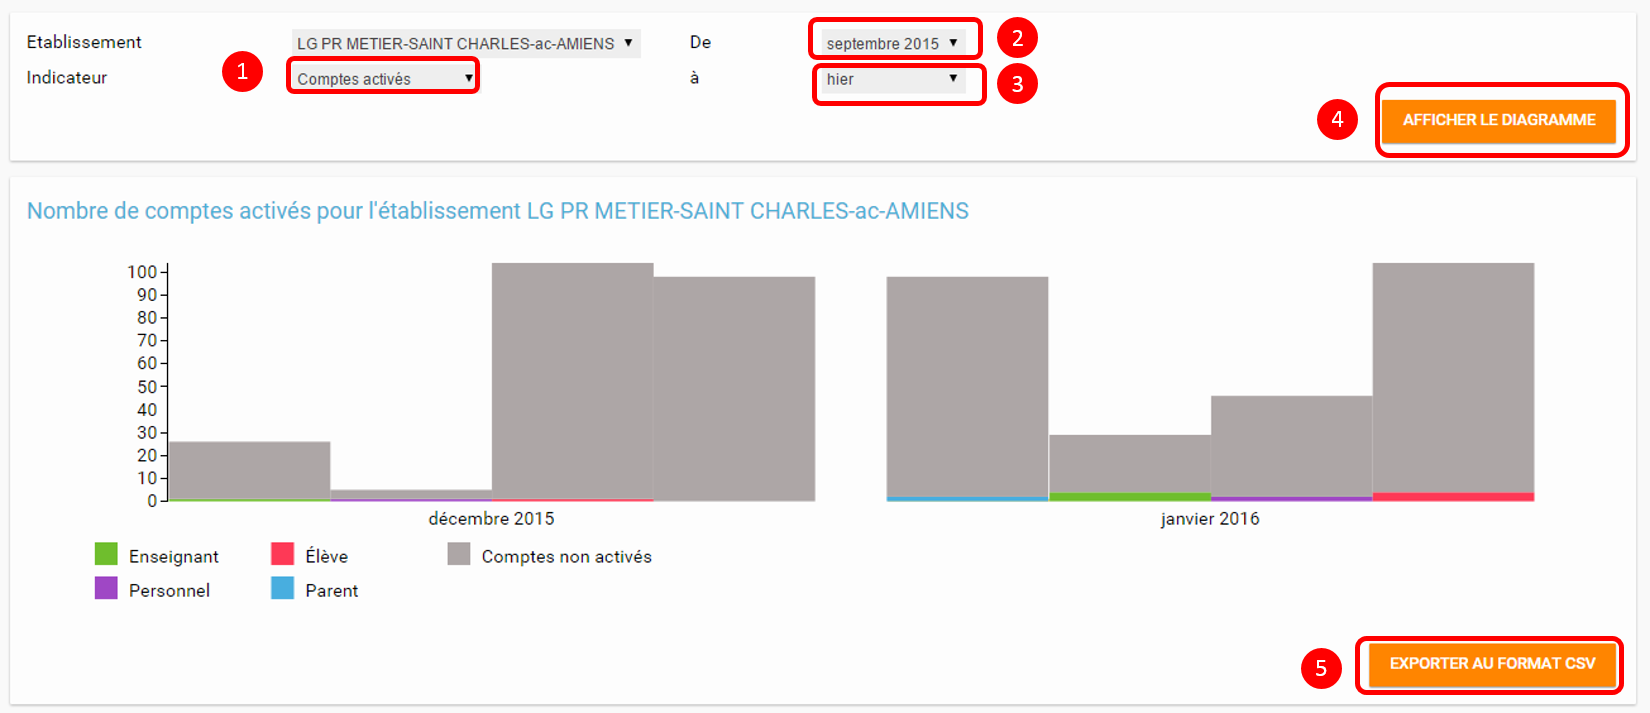 Etablissement LG PR METIER-SAINT CHARLES-ac-AMIENS De septembre 2015 2
1 Indicateur Comptes activés à hier 3
4 AFFICHER LE DIAGRAMME
Nombre de comptes activés pour l'établissement LG PR METIER-SAINT CHARLES-ac-AMIENS
100
90
80
70
60
50
40
30
20
10
0
décembre 2015 janvier 2016
Enseignant Élève Comptes non activés
Personnel Parent
5 EXPORTER AU FORMAT CSV